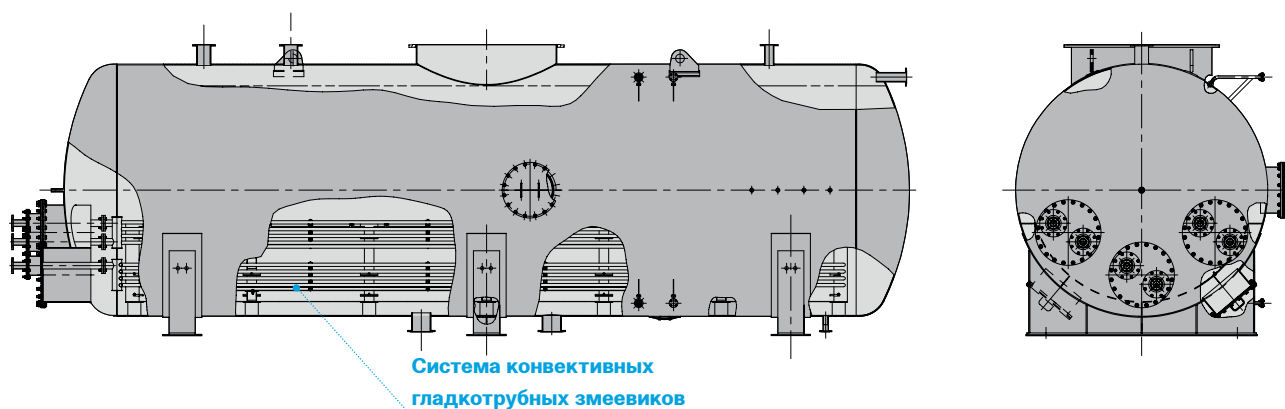 Система конвективных
гладкотрубных змеевиков